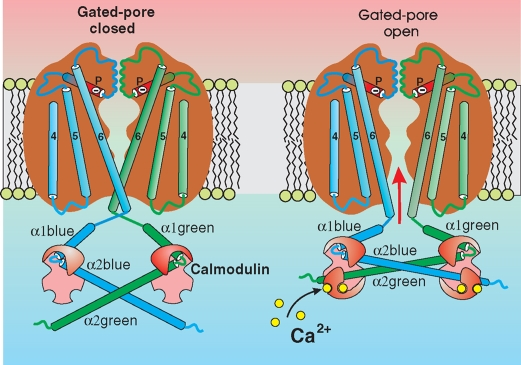 Gated-pore
closed
Gated-pore
open
P P
4 5 6 6 5 4
P P
4 5 6 6 5 4
α1blue α1green
α2blue
Calmodulin
α2green
α1blue α1green
α2blue
α2green
Ca2+